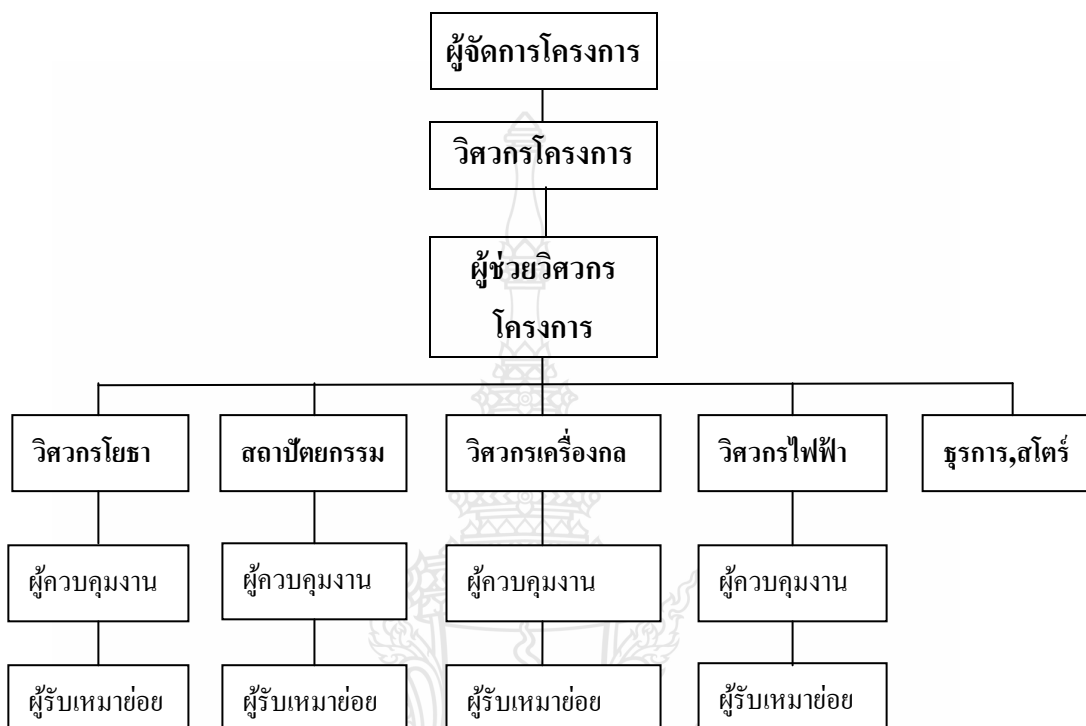 ผู้จัดการโครงการ
วิศวกรโครงการ
ผู้ช่วยวิศวกร
โครงการ
วิศวกรโยธา
สถาปัตยกรรม
วิศวกรเครื่องกล
วิศวกรไฟฟ้า
ธุรการ,สโตร์
ผู้ควบคุมงาน
ผู้ควบคุมงาน
ผู้ควบคุมงาน
ผู้ควบคุมงาน
ผู้รับเหมาย่อย
ผู้รับเหมาย่อย
ผู้รับเหมาย่อย
ผู้รับเหมาย่อย